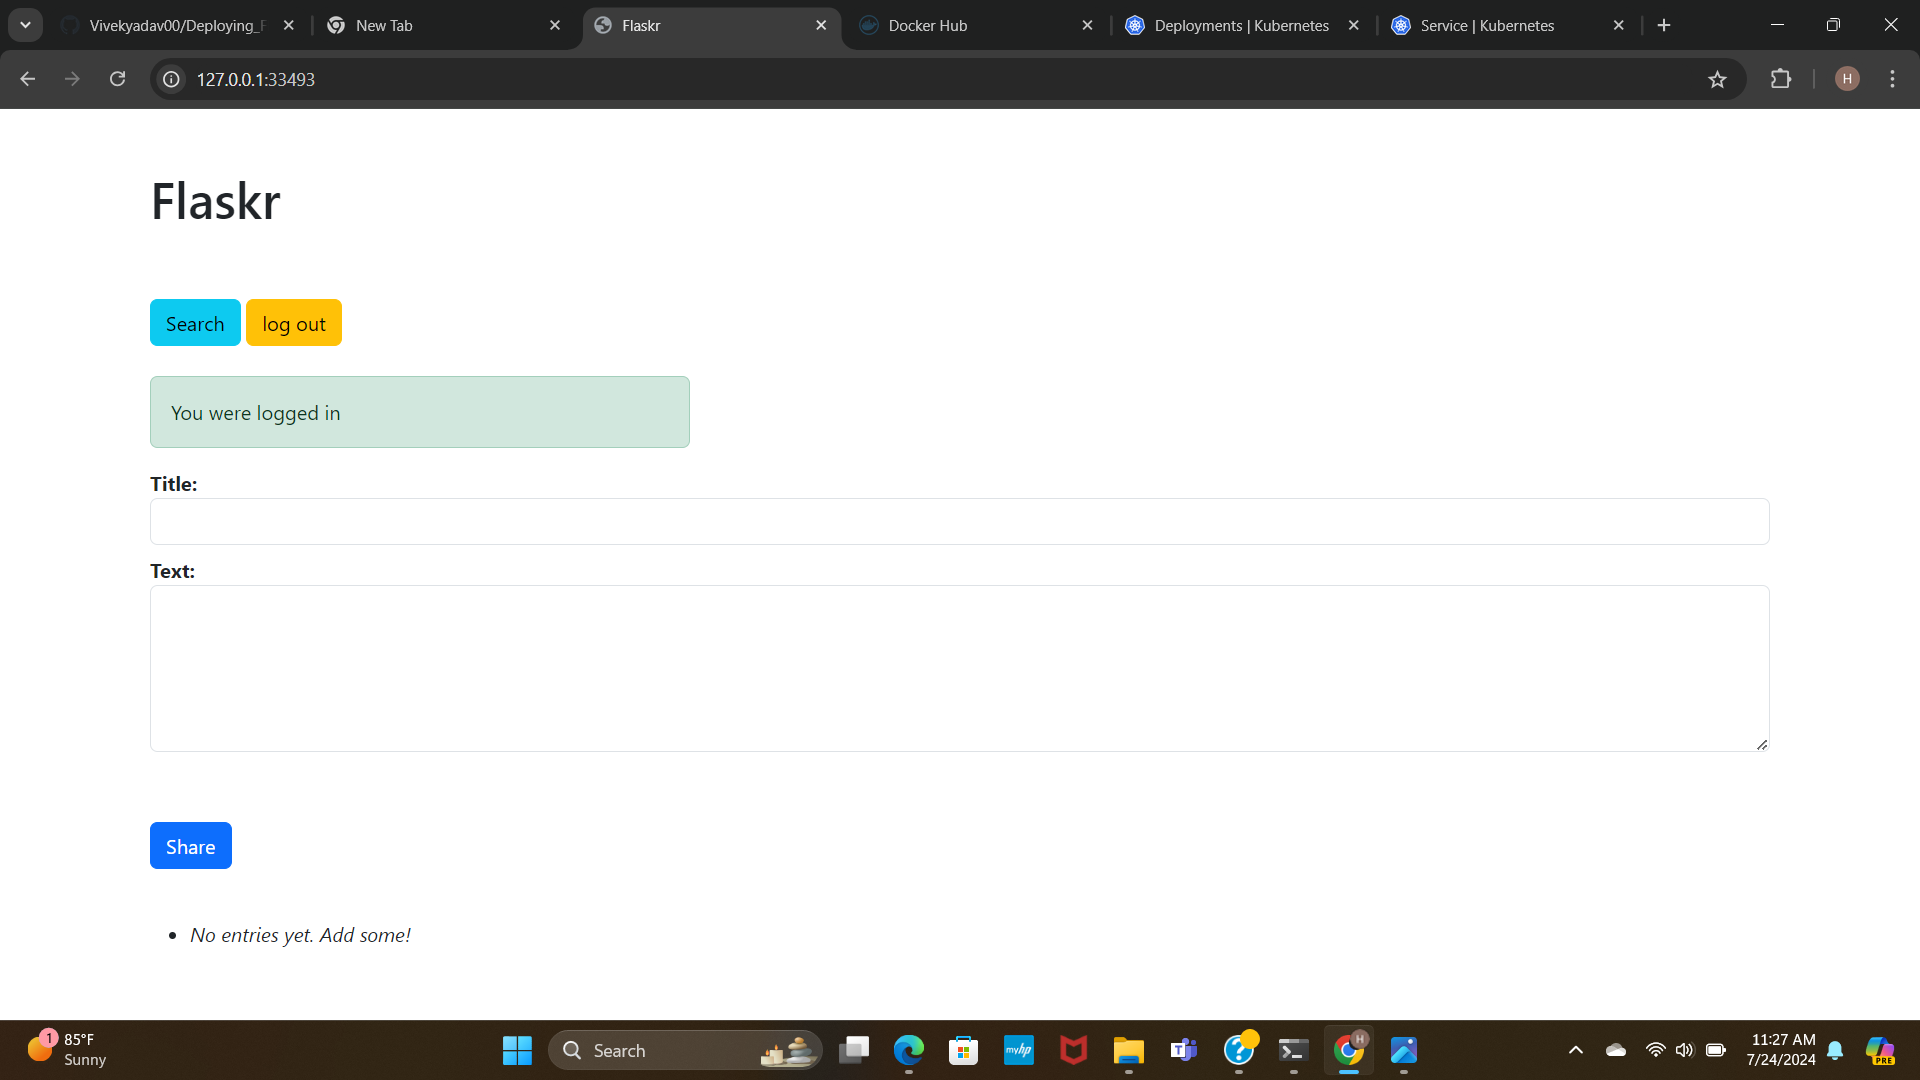 Vivekyadav00/Deploying_F
New Tab
Flaskr
Docker Hub
Deployments | Kubernetes
Service | Kubernetes
127.0.0.1:33493
H
Flaskr
Search
log out
You were logged in
Title:
Text:
Share
No entries yet. Add some!
1
85°F
Sunny
Search
myhp
T
?
H
11:27 AM
7/24/2024
PRE